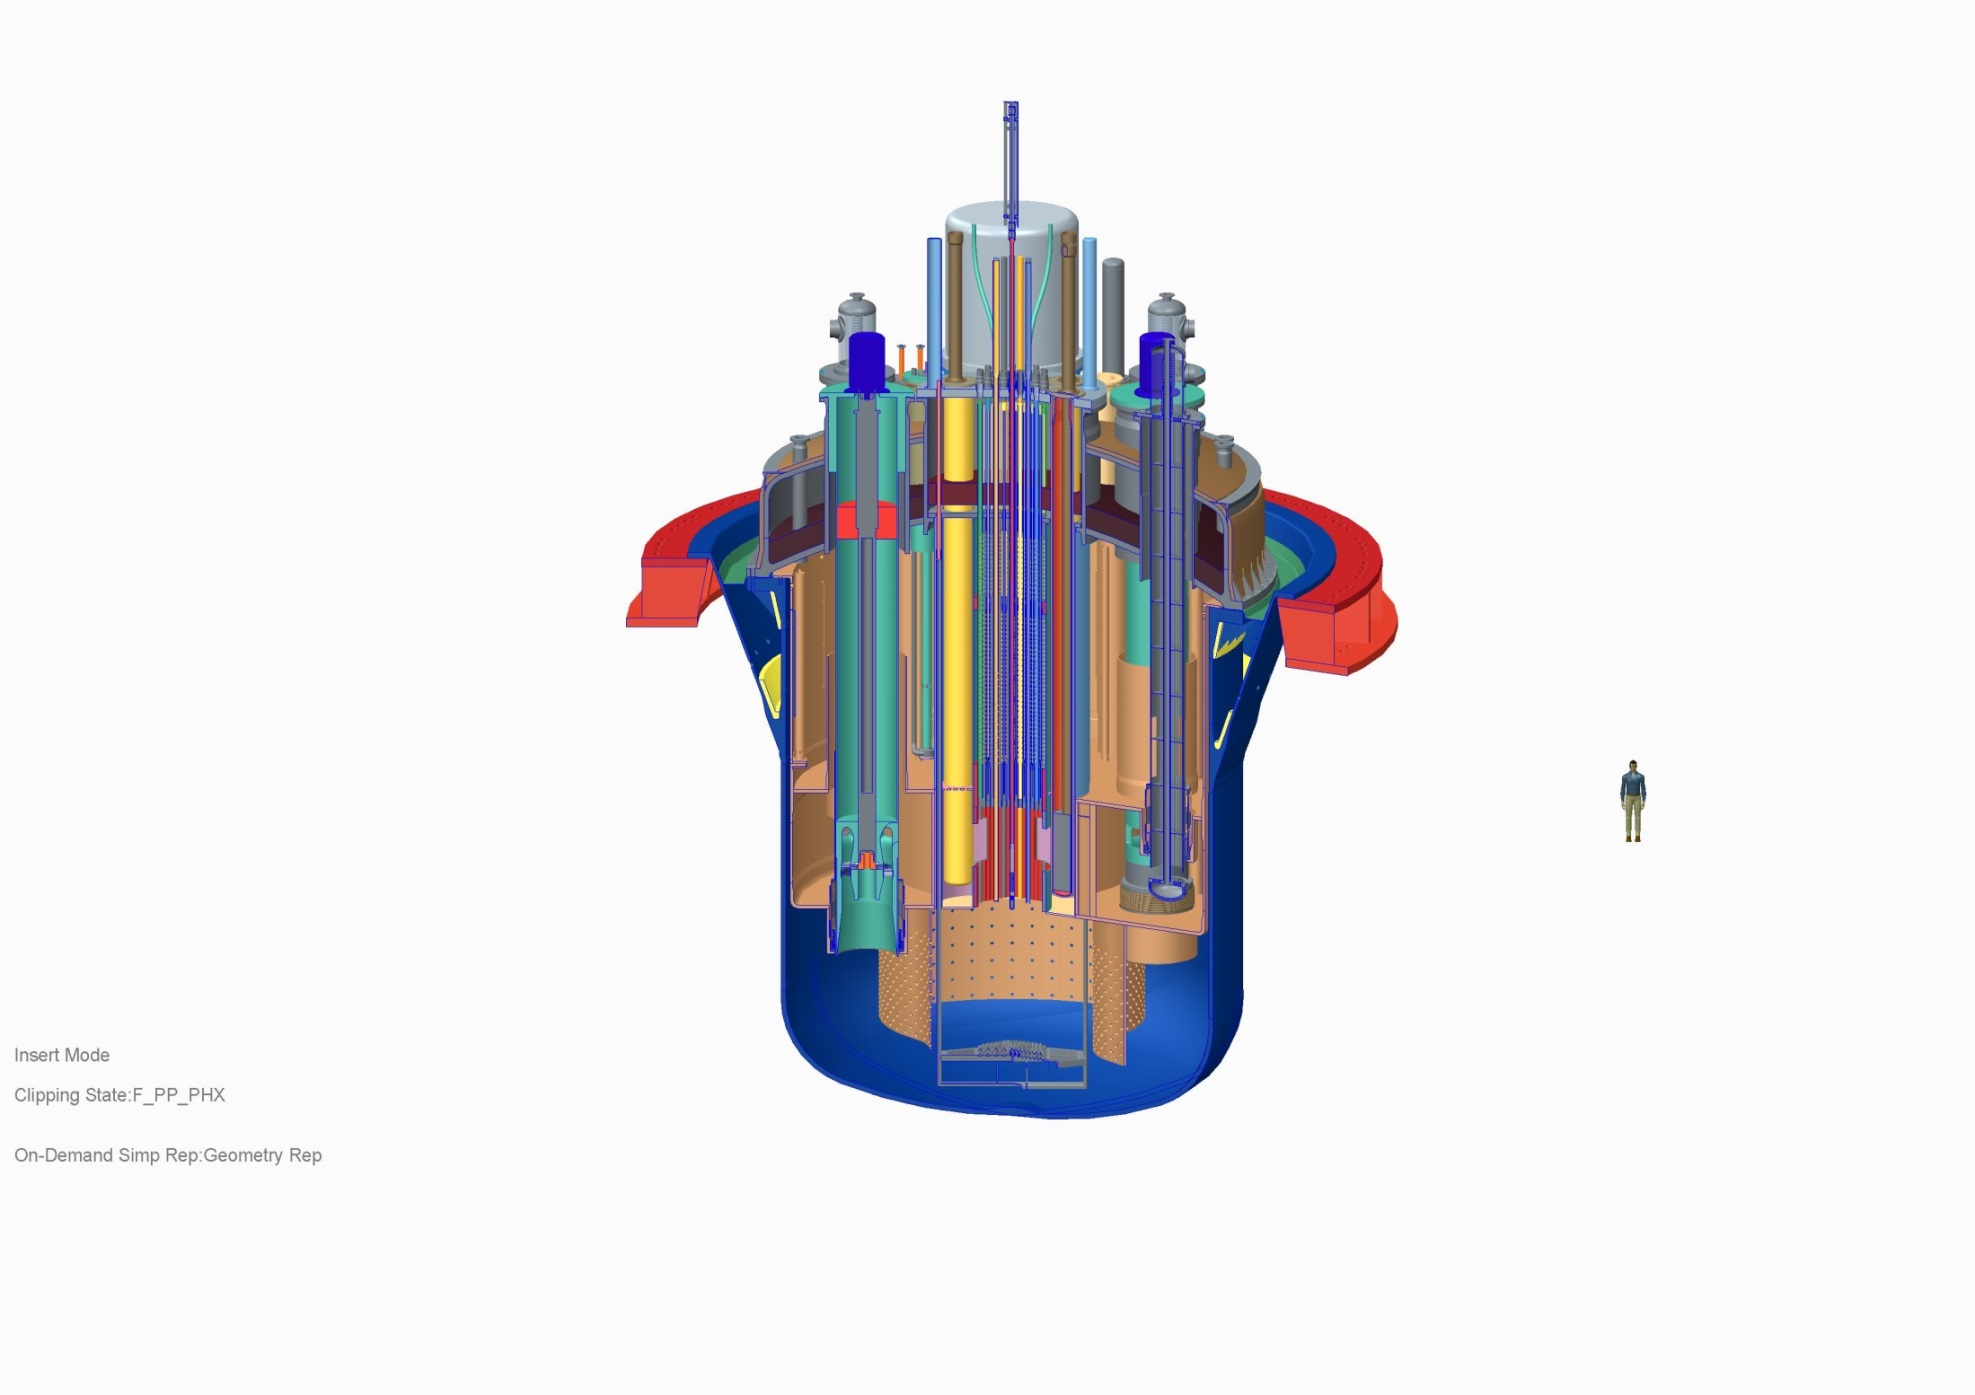 Insert Mode
Clipping State:F_PP_PHX
On-Demand Simp Rep:Geometry Rep